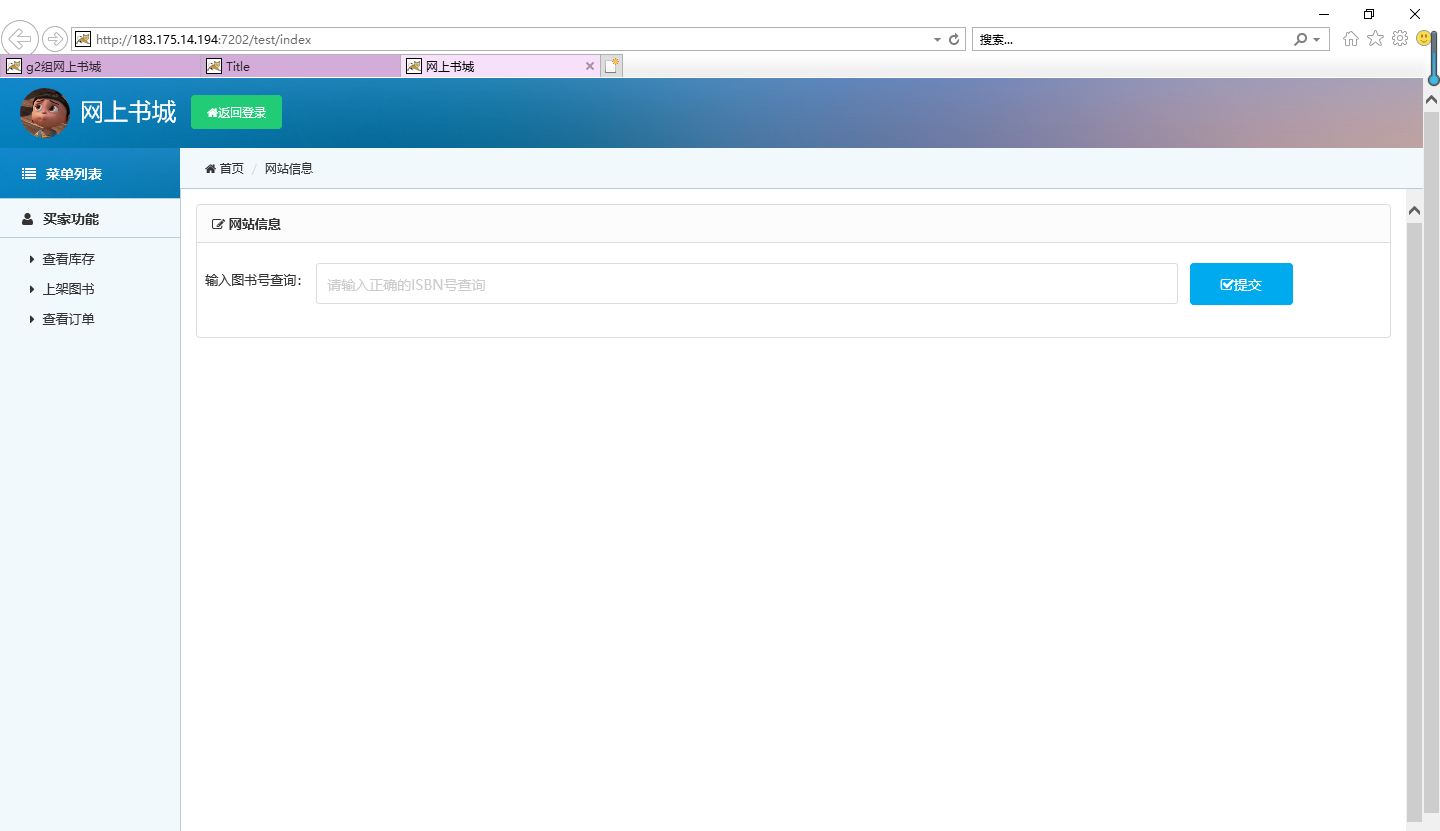 http://183.175.14.194:7202/test/index
搜索...
g2组网上书城
Title
网上书城
网上书城
返回登录
菜单列表
首页 / 网站信息
买家功能
网站信息
查看库存
输入图书号查询：
请输入正确的ISBN号查询
提交
上架图书
查看订单